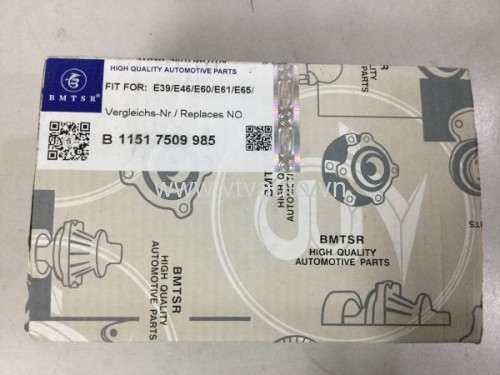 HIGH QUALITY AUTOMOTIVE PARTS
BMTSR
FIT FOR: E39/E46/E60/E61/E65/
Vergleichs-Nr./ Replaces NO.
B 1151 7509 985
BMTSR
HIGH QUALITY
AUTOMOTIVE PARTS
BMTSR
HIGH QUALITY
AUTOMOTIVE PARTS